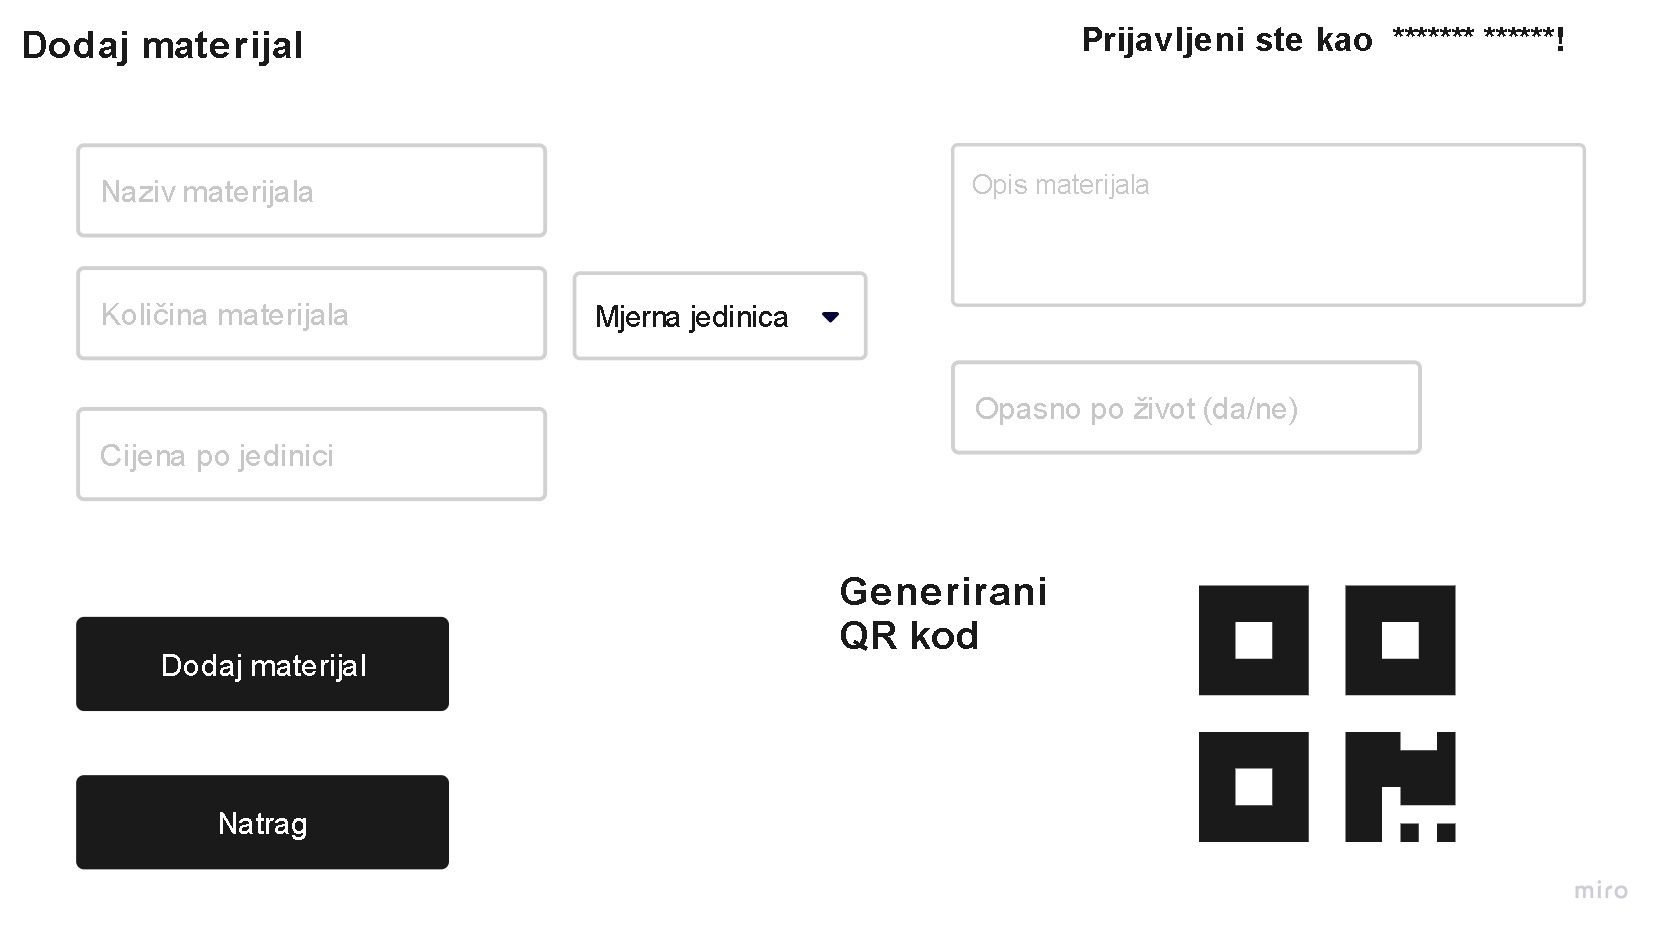 Dodaj materijal
Prijavljeni ste kao ******* ******!
Naziv materijala
Opis materijala
Količina materijala
Mjerna jedinica
Opasno po život (da/ne)
Cijena po jedinici
Generirani
QR kod
Dodaj materijal
Natrag
miro